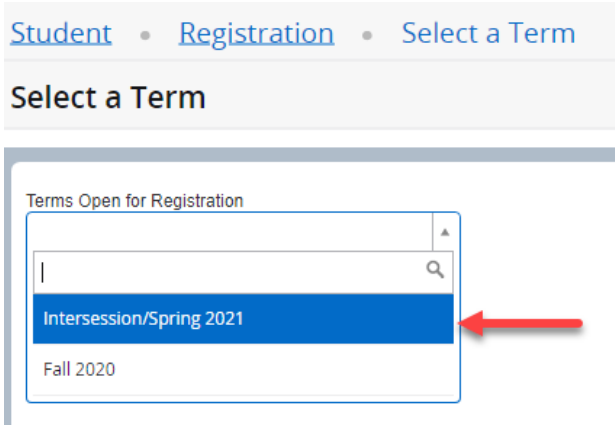 Student • Registration • Select a Term
Select a Term
Terms Open for Registration
Intersession/Spring 2021
Fall 2020